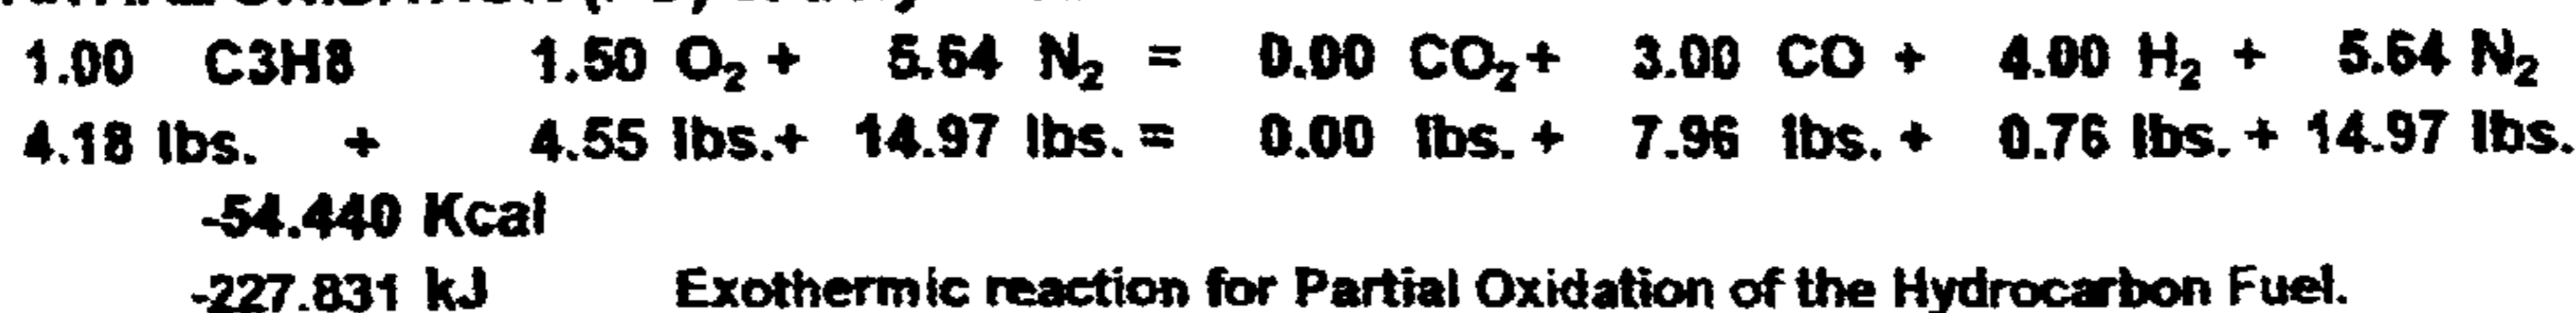 1.00 C3H8 1.50 O₂ + 5.64 N₂ = 0.00 CO₂+ 3.00 CO + 4.00 H₂ + 5.64 N₂
4.18 lbs. + 4.55 lbs.+ 14.97 lbs. = 0.00 lbs. + 7.96 lbs. + 0.76 lbs. + 14.97 lbs.
-54.440 Kcal
-227.831 kJ Exothermic reaction for Partial Oxidation of the Hydrocarbon Fuel.